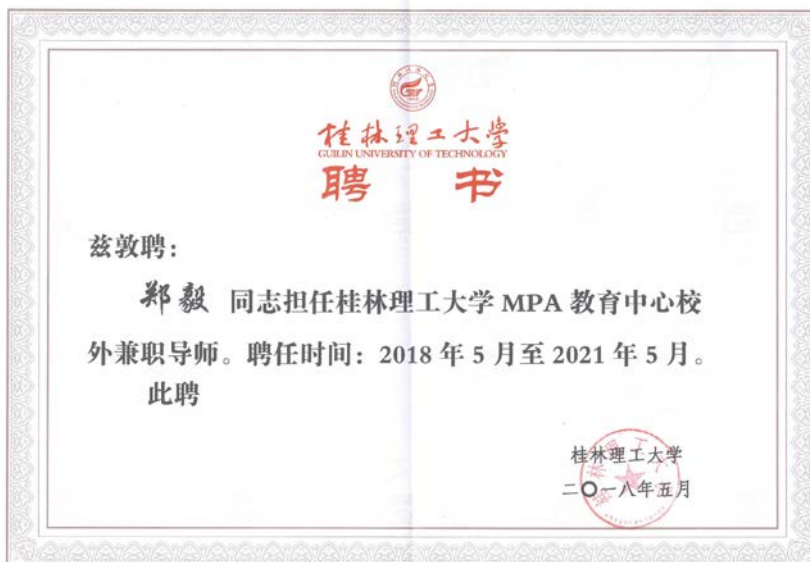 桂林理工大学
GUILIN UNIVERSITY OF TECHNOLOGY
聘 书
兹敦聘：
郑毅 同志担任桂林理工大学 MPA 教育中心校
外兼职导师。聘任时间：2018 年 5 月至 2021 年 5 月。
此聘
桂林理工大学
二〇一八年五月